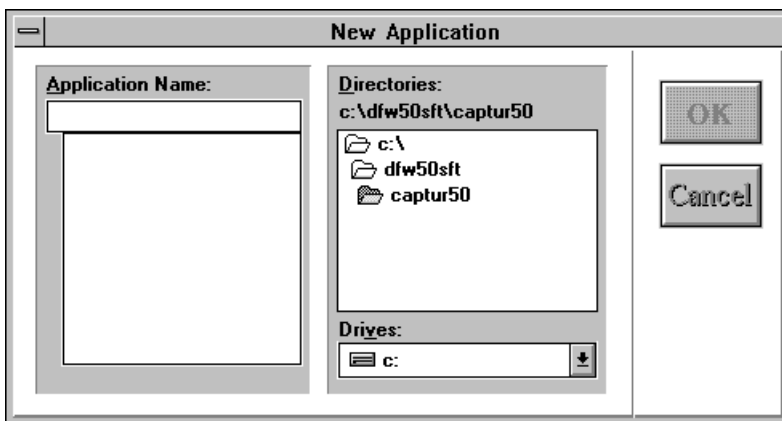 New Application
Application Name:
Directories:
c:\dfw50sft\captur50
c:\
dfw50sft
captur50
Drives:
c:
OK
Cancel